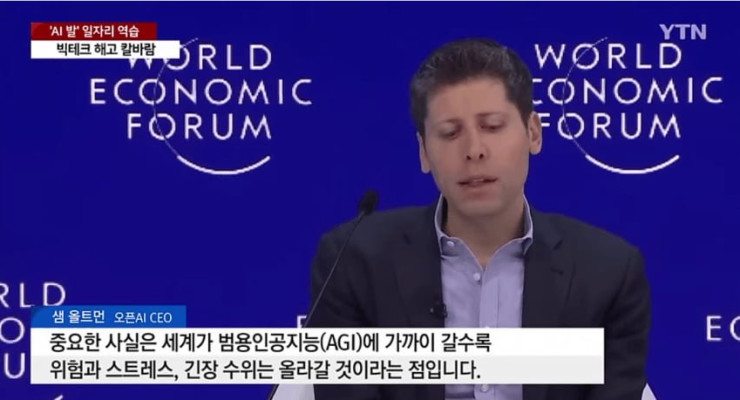 'AI 발' 일자리 역습
빅테크 해고 칼바람
YTN
WORLD
ECONOMIC
FORUM
WORLD
ECONOMIC
FORUM
RLD
샘 올트먼 오픈AI CEO
중요한 사실은 세계가 범용인공지능(AGI)에 가까이 갈수록
위험과 스트레스, 긴장 수위는 올라갈 것이라는 점입니다.